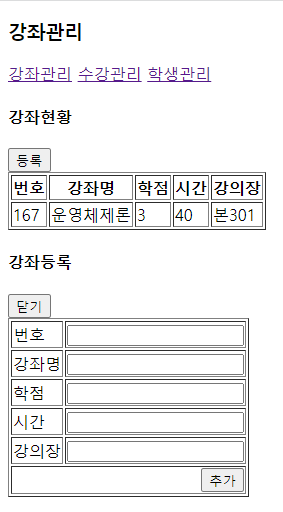 강좌관리
강좌관리 수강관리 학생관리
강좌현황
등록
번호 강좌명 학점 시간 강의장
167 운영체제론 3 40 본301
강좌등록
닫기
번호
강좌명
학점
시간
강의장
추가